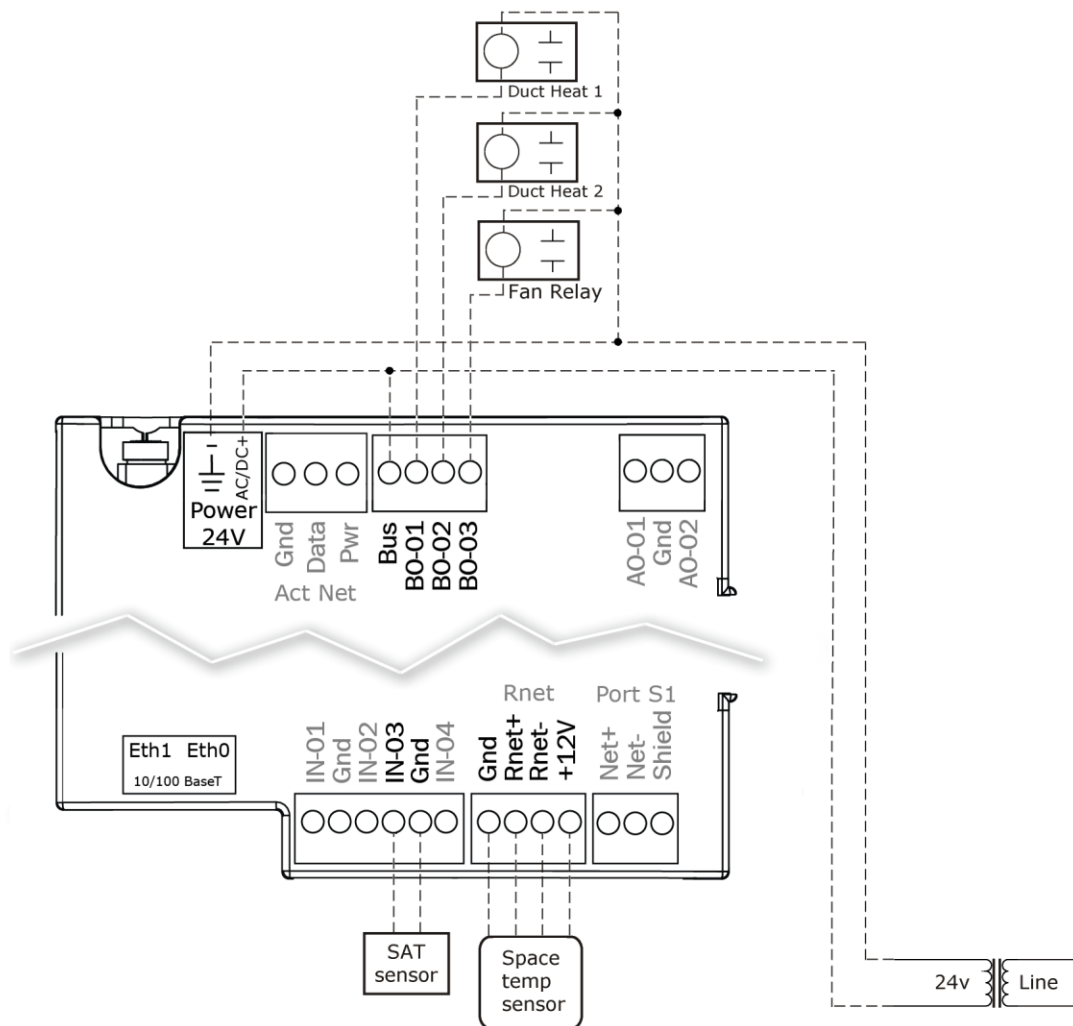 Duct Heat 1
Duct Heat 2
Fan Relay
-
AC/DC+
Power
24V
Gnd
Data
Pwr
Act Net
Bus
BO-01
BO-02
BO-03
AO-01
Gnd
AO-02
Eth1 Eth0
10/100 BaseT
IN-01
Gnd
IN-02
IN-03
Gnd
IN-04
Rnet
Gnd
Rnet+
Rnet-
+12V
Port S1
Net+
Net-
Shield
SAT
sensor
Space
temp
sensor
24v
Line